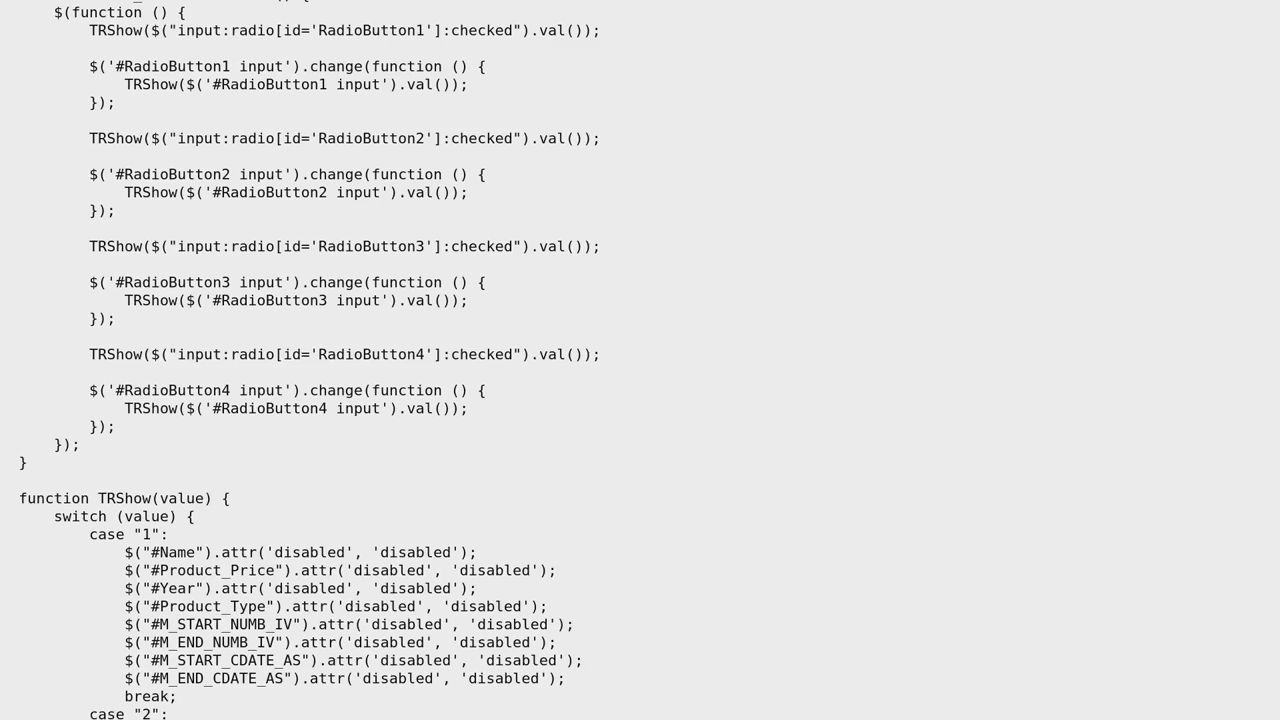 $(function () {
TRShow($("input:radio[id='RadioButton1']:checked").val());
$('#RadioButton1 input').change(function () {
TRShow($('#RadioButton1 input').val());
});
TRShow($("input:radio[id='RadioButton2']:checked").val());
$('#RadioButton2 input').change(function () {
TRShow($('#RadioButton2 input').val());
});
TRShow($("input:radio[id='RadioButton3']:checked").val());
$('#RadioButton3 input').change(function () {
TRShow($('#RadioButton3 input').val());
});
TRShow($("input:radio[id='RadioButton4']:checked").val());
$('#RadioButton4 input').change(function () {
TRShow($('#RadioButton4 input').val());
});
});
}
function TRShow(value) {
switch (value) {
case "1":
$("#Name").attr('disabled', 'disabled');
$("#Product_Price").attr('disabled', 'disabled');
$("#Year").attr('disabled', 'disabled');
$("#Product_Type").attr('disabled', 'disabled');
$("#M_START_NUMB_IV").attr('disabled', 'disabled');
$("#M_END_NUMB_IV").attr('disabled', 'disabled');
$("#M_START_CDATE_AS").attr('disabled', 'disabled');
$("#M_END_CDATE_AS").attr('disabled', 'disabled');
break;
case "2":